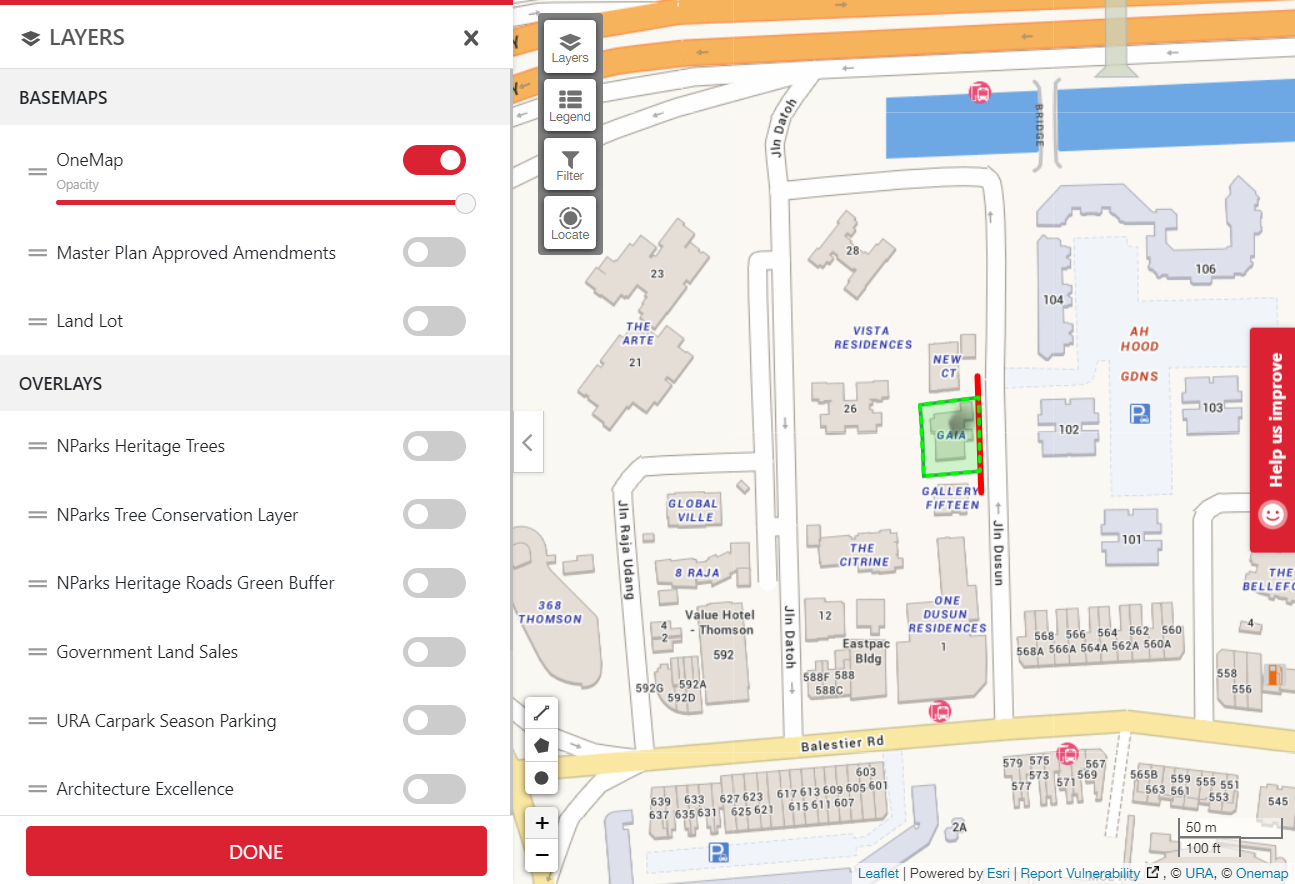 LAYERS
BASEMAPS
OneMap
Opacity
Master Plan Approved Amendments
Land Lot
OVERLAYS
NParks Heritage Trees
NParks Tree Conservation Layer
NParks Heritage Roads Green Buffer
Government Land Sales
URA Carpark Season Parking
Architecture Excellence
DONE
Layers
Legend
Filter
Locate
Jln Datoh
BRIDGE
23
28
106
104
THE
ARTE
21
VISTA
RESIDENCES
NEW
CT
AH
HOOD
GDNS
26
GAIA
102
103
P
Help us improve
GALLERY
FIFTEEN
GLOBAL
VILLE
Jln Raja Udang
Jln Dusun
101
THE
CITRINE
8 RAJA
THE
BELLEFO
368
THOMSON
ONE
DUSUN
RESIDENCES
1
12
Value Hotel
- Thomson
592
4
- 2
Jln Datoh
Eastpac
Bldg
588F 588
588C
592G 592A
592D
568 566 564 562 560
568A 566A 564A 562A 560A
4
558
556
Balestier Rd
603
639 633 627 623 617 613 609 605 601
637 635 631 625 621 615 611 607
579 575 567
573 569
577 571
565B 559 555 551
563 561 553
545
2A
P
+
−
50 m
100 ft
Leaflet | Powered by Esri | Report Vulnerability , © URA, © Onemap